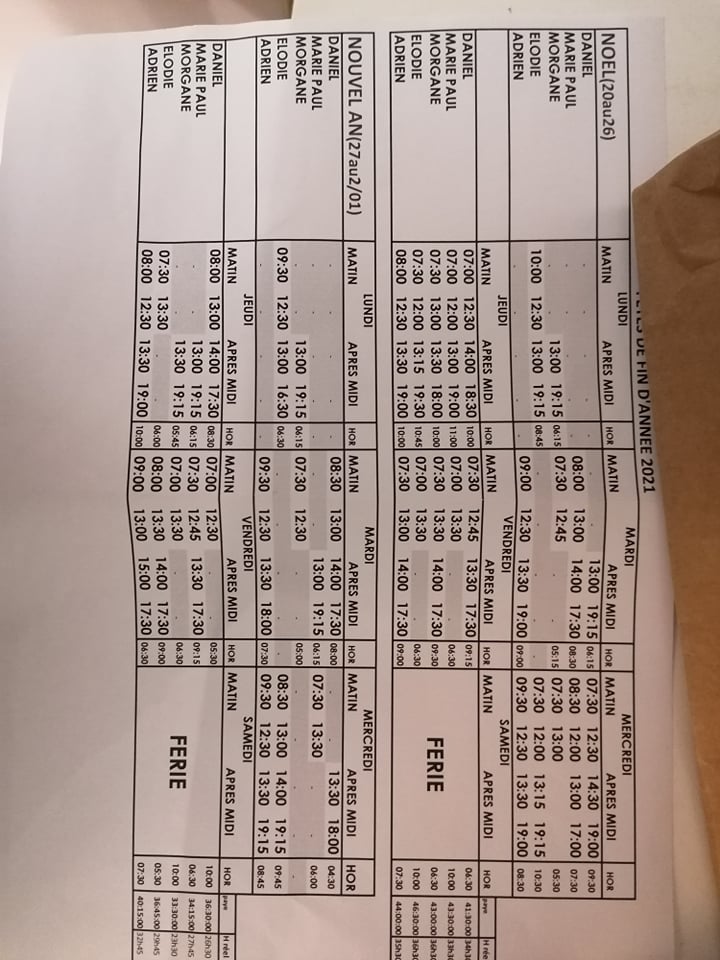 DE FIN D'ANNEE 2021
LUNDI MARDI MERCREDI
NOEL(20au26) MATIN APRES MIDI HOR MATIN APRES MIDI HOR MATIN APRES MIDI HOR
DANIEL 13:00 19:15 06:15 07:30 12:30 14:30 19:00 09:30
MARIE PAUL 08:00 13:00 14:00 17:30 08:30 08:30 12:00 13:00 17:00 07:30
MORGANE 13:00 19:15 06:15 07:30 12:45 05:15 07:30 13:00 05:30
ELODIE 10:00 12:30 13:00 19:15 08:45 07:30 12:00 13:15 19:15 10:30
ADRIEN 09:00 12:30 13:30 19:00 09:00 09:30 12:30 13:30 19:00 08:30
JEUDI VENDREDI SAMEDI
MATIN APRES MIDI HOR MATIN APRES MIDI HOR MATIN APRES MIDI HOR paye H réel
DANIEL 07:00 12:30 14:00 18:30 10:00 07:30 12:45 13:30 17:30 09:15 06:30 41:30:00
MARIE PAUL 07:00 12:00 13:00 19:00 11:00 07:00 13:30 06:30 10:00 43:30:00
MORGANE 07:30 13:00 13:30 18:00 10:00 07:30 13:30 14:00 17:30 09:30 FERIE 06:30 43:00:00
ELODIE 07:30 12:00 13:15 19:30 10:45 07:00 13:30 06:30 10:00 46:30:00
ADRIEN 08:00 12:30 13:30 19:00 10:00 07:30 13:00 14:00 17:30 09:00 07:30 44:00:00
LUNDI MARDI MERCREDI
NOUVEL AN(27au2/01) MATIN APRES MIDI HOR MATIN APRES MIDI HOR MATIN APRES MIDI HOR
DANIEL 08:30 13:00 14:00 17:30 08:00 13:30 18:00 04:30
MARIE PAUL 13:00 19:15 06:15 07:30 13:30 06:00
MORGANE 13:00 19:15 06:15 07:30 12:30 05:00
ELODIE 09:30 12:30 13:00 16:30 06:30 08:30 13:00 14:00 19:15 09:45
ADRIEN 09:30 12:30 13:30 18:00 07:30 09:30 12:30 13:30 19:15 08:45
JEUDI VENDREDI SAMEDI
MATIN APRES MIDI HOR MATIN APRES MIDI HOR MATIN APRES MIDI HOR paye H réel
DANIEL 08:00 13:00 14:00 17:30 08:30 07:00 12:30 05:30 10:00 36:30:00 26h30
MARIE PAUL 13:00 19:15 06:15 07:30 12:45 13:30 17:30 09:15 06:30 34:15:00 27h45
MORGANE 13:30 19:15 05:45 07:00 13:30 06:30 FERIE 10:00 33:30:00 23h30
ELODIE 07:30 13:30 06:00 08:00 13:30 14:00 17:30 09:00 05:30 36:45:00 29h45
ADRIEN 08:00 12:30 13:30 19:00 10:00 09:00 13:00 15:00 17:30 06:30 07:30 40:15:00 32h45